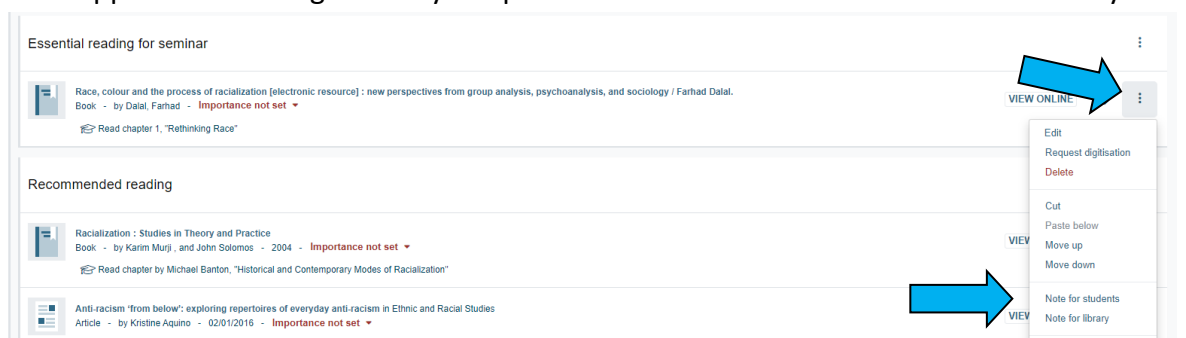 Essential reading for seminar
Race, colour and the process of racialization [electronic resource] : new perspectives from group analysis, psychoanalysis, and sociology / Farhad Dalal.
Book - by Dalal, Farhad - Importance not set
VIEW ONLINE
Read chapter 1, "Rethinking Race"
Edit
Request digitisation
Delete
Recommended reading
Cut
Paste below
Move up
Move down
Racialization : Studies in Theory and Practice
Book - by Karim Murji , and John Solomos - 2004 - Importance not set
VIEW
Read chapter by Michael Banton, "Historical and Contemporary Modes of Racialization"
Note for students
Note for library
Anti-racism ‘from below’: exploring repertoires of everyday anti-racism in Ethnic and Racial Studies
Article - by Kristine Aquino - 02/01/2016 - Importance not set
VIEW